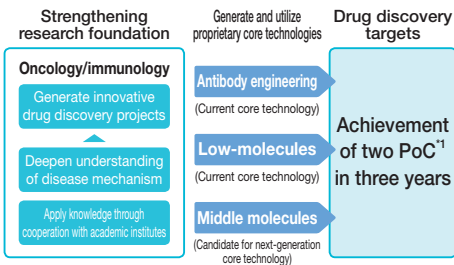 Strengthening
research foundation
Oncology/immunology
Generate innovative
drug discovery projects
Deepen understanding
of disease mechanism
Apply knowledge through
cooperation with academic institutes
Generate and utilize
proprietary core technologies
Antibody engineering
(Current core technology)
Low-molecules
(Current core technology)
Middle molecules
(Candidate for next-generation
core technology)
Drug discovery
targets
Achievement
of two PoC*1
in three years